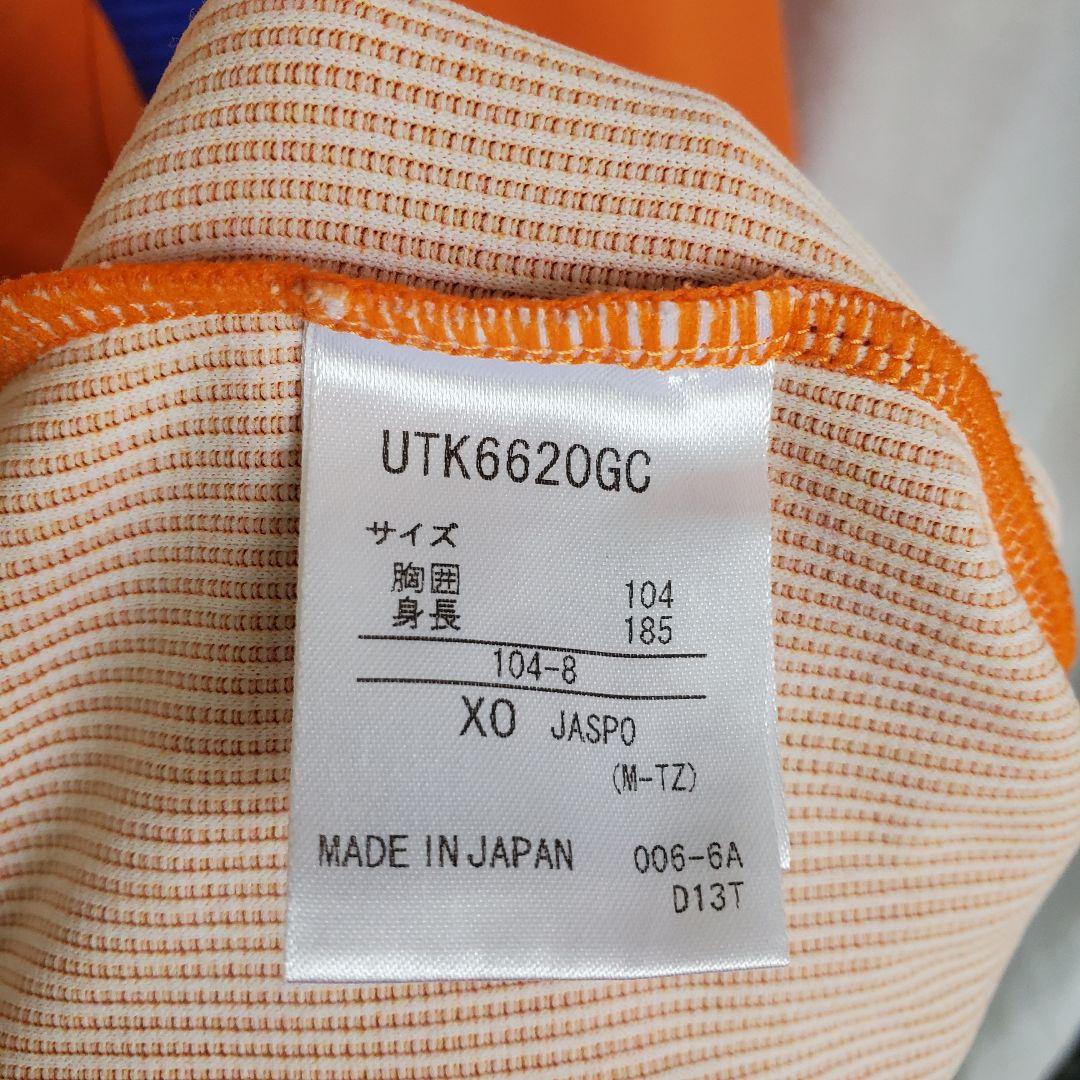 UTK6620GC
サイズ
胸囲 104
身長 185
104-8
XO JASPO
(M-TZ)
MADE IN JAPAN 006-6A
D13T